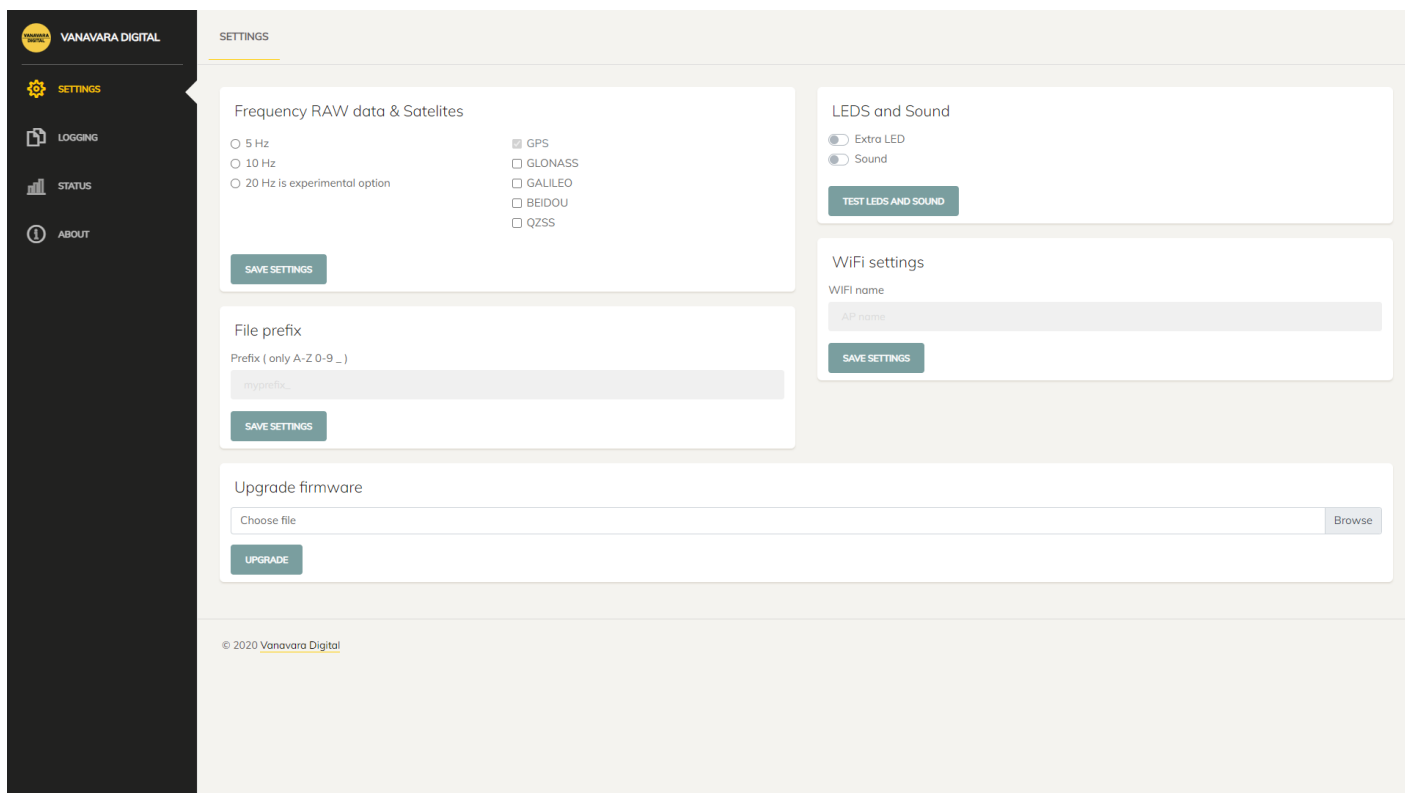 VANAVARA DIGITAL
VANAVARA DIGITAL
SETTINGS
LOGGING
STATUS
ABOUT
SETTINGS
Frequency RAW data & Satelites
5 Hz
10 Hz
20 Hz is experimental option
GPS
GLONASS
GALILEO
BEIDOU
QZSS
SAVE SETTINGS
File prefix
Prefix ( only A-Z 0-9 _ )
myprefix_
SAVE SETTINGS
LEDS and Sound
Extra LED
Sound
TEST LEDS AND SOUND
WiFi settings
WIFI name
AP name
SAVE SETTINGS
Upgrade firmware
Choose file Browse
UPGRADE
© 2020 Vanavara Digital